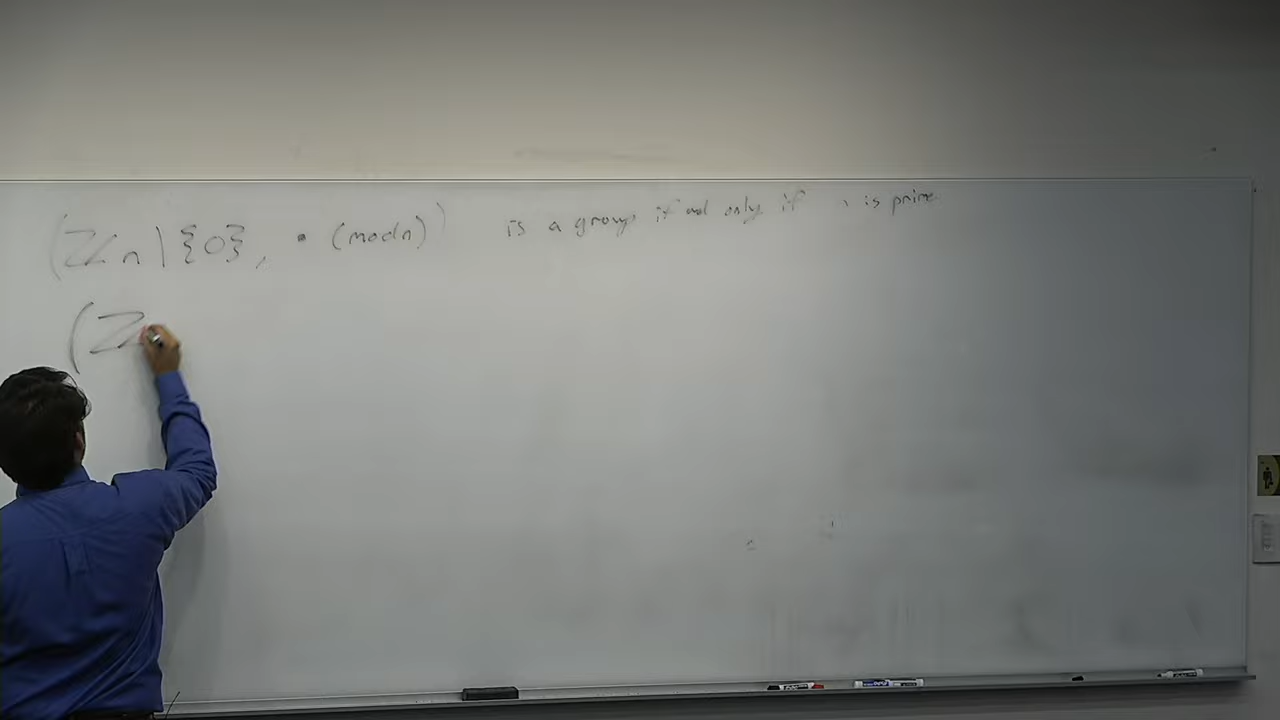 (ℤn \ {0}, • (mod n)) is a group if and only if n is prime
(ℤ